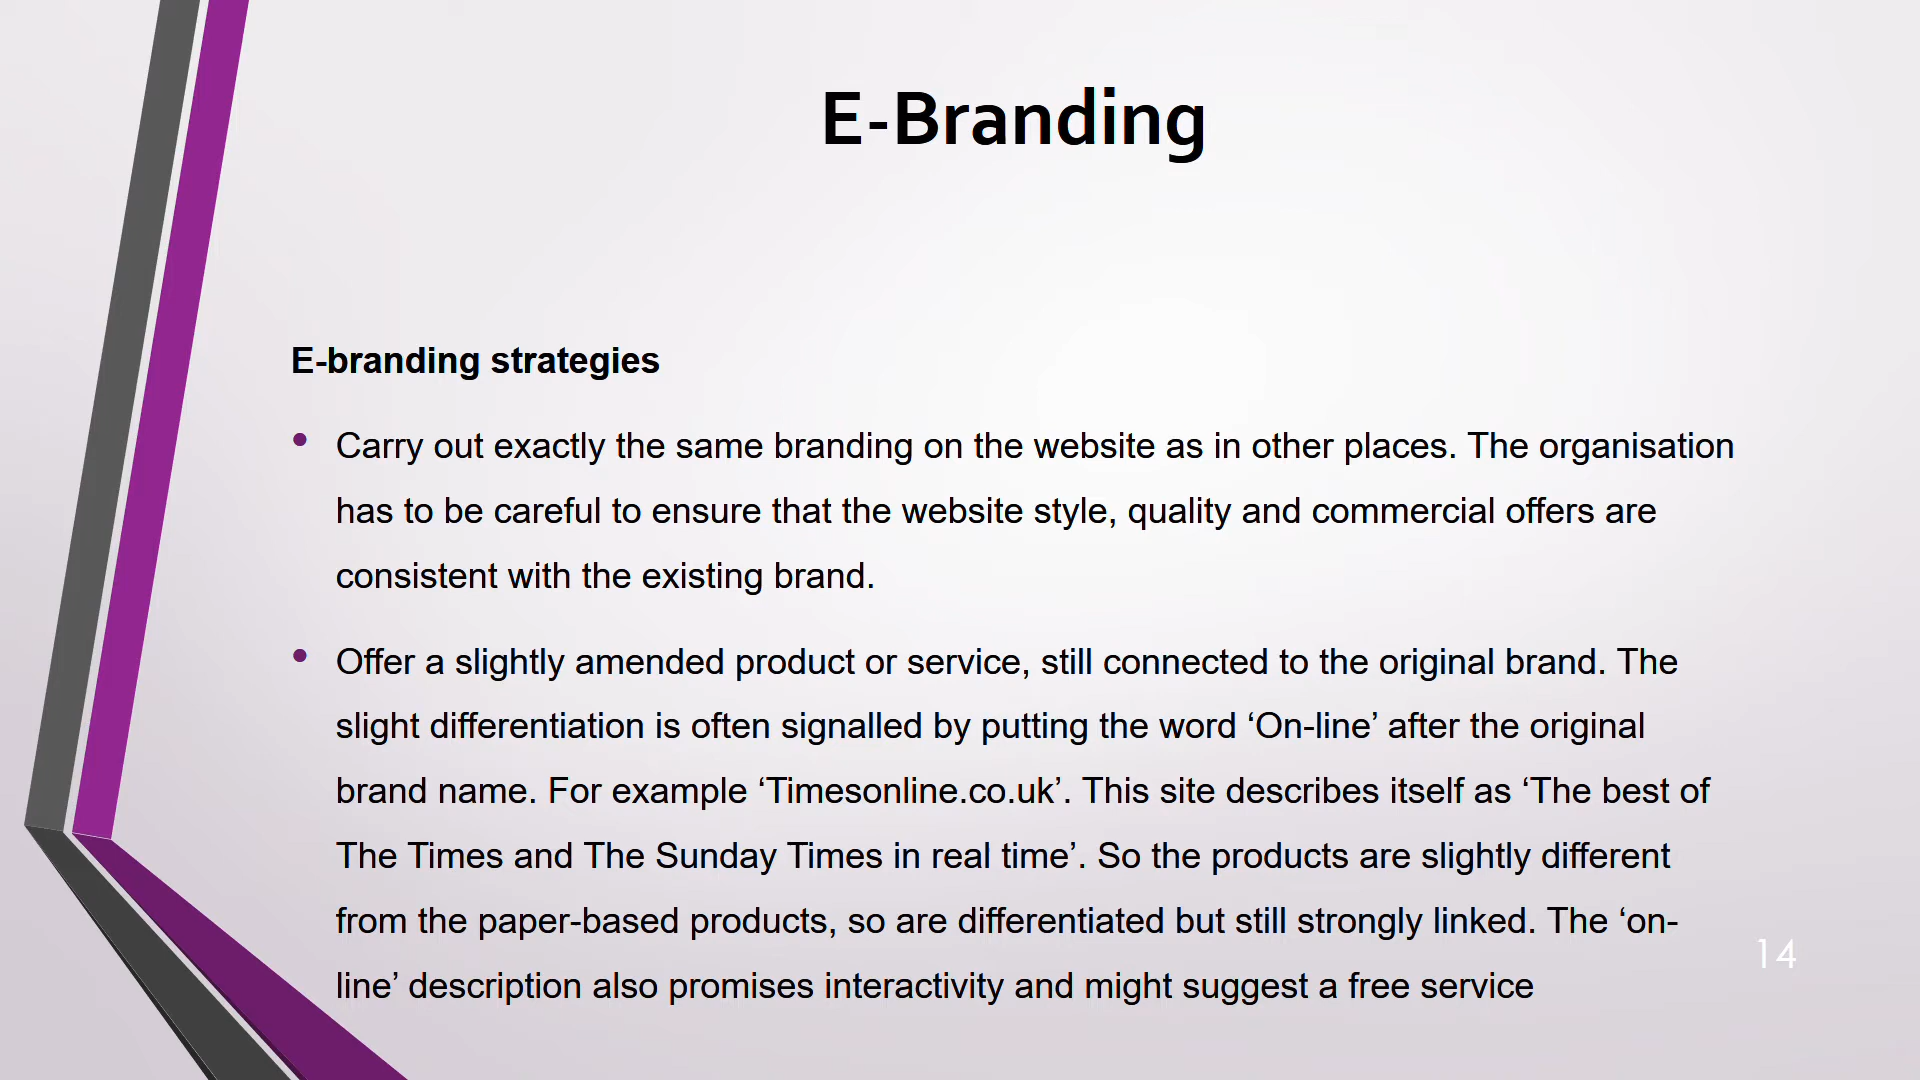 E-Branding
E-branding strategies
• Carry out exactly the same branding on the website as in other places. The organisation
has to be careful to ensure that the website style, quality and commercial offers are
consistent with the existing brand.
• Offer a slightly amended product or service, still connected to the original brand. The
slight differentiation is often signalled by putting the word ‘On-line’ after the original
brand name. For example ‘Timesonline.co.uk’. This site describes itself as ‘The best of
The Times and The Sunday Times in real time’. So the products are slightly different
from the paper-based products, so are differentiated but still strongly linked. The ‘on-
line’ description also promises interactivity and might suggest a free service
14